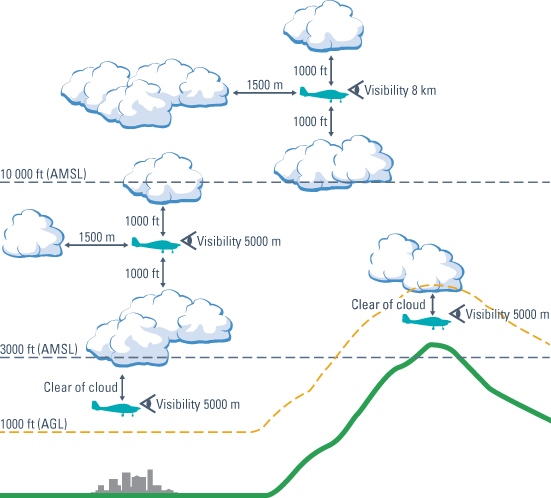 1000 ft
1500 m
Visibility 8 km
1000 ft
10 000 ft (AMSL)
1000 ft
1500 m
Visibility 5000 m
1000 ft
Clear of cloud
Visibility 5000 m
3000 ft (AMSL)
Clear of cloud
Visibility 5000 m
1000 ft (AGL)